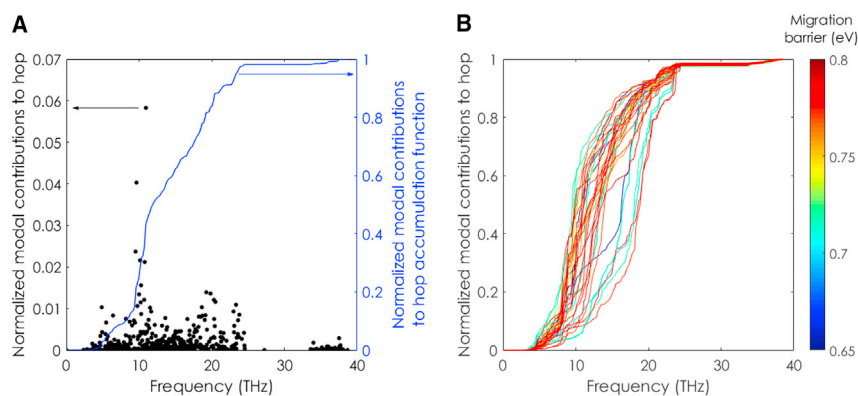 A
Normalized modal contributions to hop
0.07
0.06
0.05
0.04
0.03
0.02
0.01
0
0 10 20 30 40
Frequency (THz)
1
0.8
0.6
0.4
0.2
0
Normalized modal contributions
to hop accumulation function
B
Normalized modal contributions to hop
1
0.8
0.6
0.4
0.2
0
0 10 20 30 40
Frequency (THz)
Migration
barrier (eV)
0.8
0.75
0.7
0.65